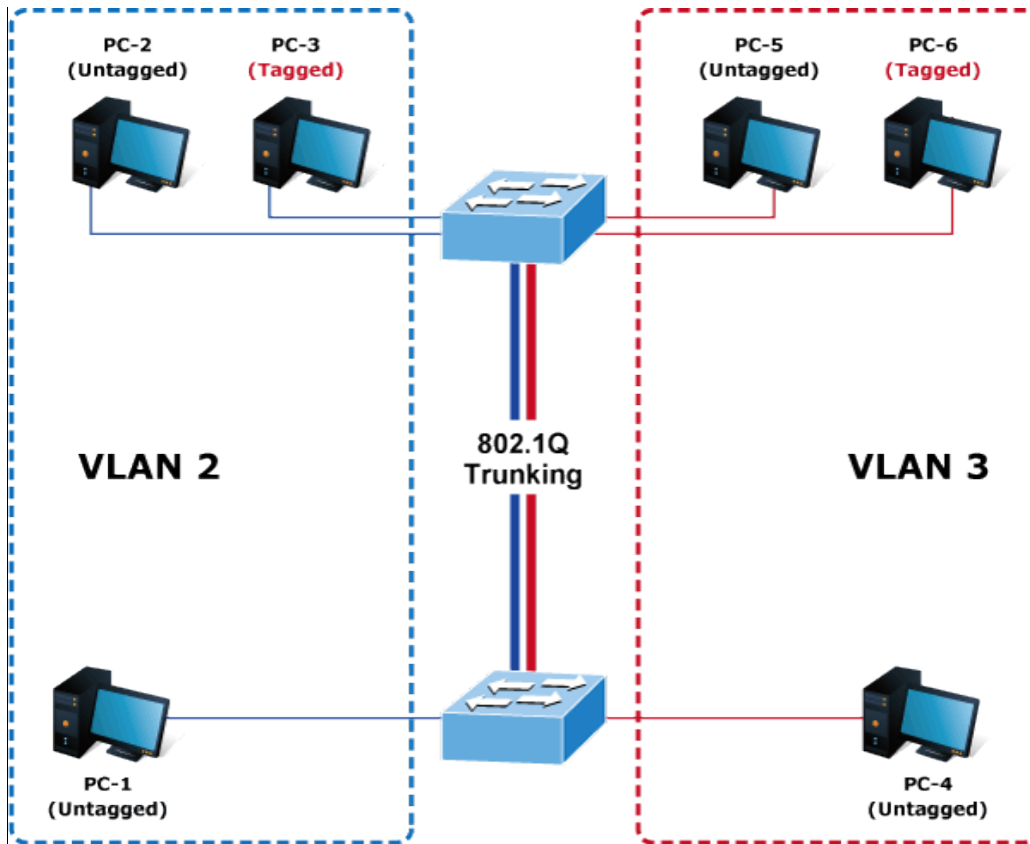 PC-2
(Untagged)
PC-3
(Tagged)
PC-5
(Untagged)
PC-6
(Tagged)
802.1Q
Trunking
VLAN 2
VLAN 3
PC-1
(Untagged)
PC-4
(Untagged)